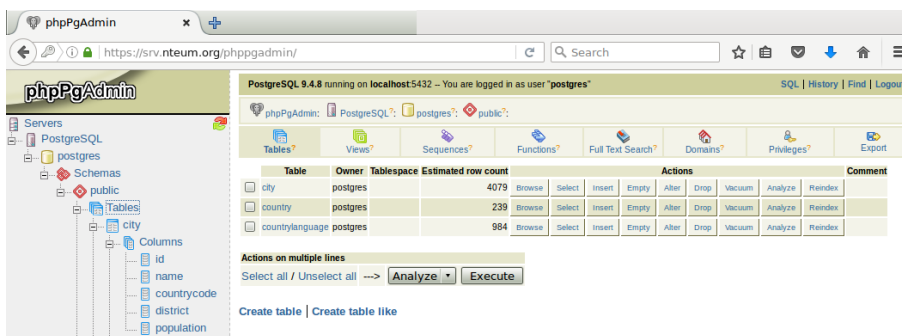 phpPgAdmin
https://srv.nteum.org/phppgadmin/
Search
phpPgAdmin
Servers
PostgreSQL
postgres
Schemas
public
Tables
city
Columns
id
name
countrycode
district
population
PostgreSQL 9.4.8 running on localhost:5432 -- You are logged in as user "postgres"
SQL | History | Find | Logou
phpPgAdmin: PostgreSQL?: postgres?: public?:
Tables? Views? Sequences? Functions? Full Text Search? Domains? Privileges? Export
Table Owner Tablespace Estimated row count Actions Comment
city postgres 4079 Browse Select Insert Empty Alter Drop Vacuum Analyze Reindex
country postgres 239 Browse Select Insert Empty Alter Drop Vacuum Analyze Reindex
countrylanguage postgres 984 Browse Select Insert Empty Alter Drop Vacuum Analyze Reindex
Actions on multiple lines
Select all / Unselect all ---> Analyze Execute
Create table | Create table like